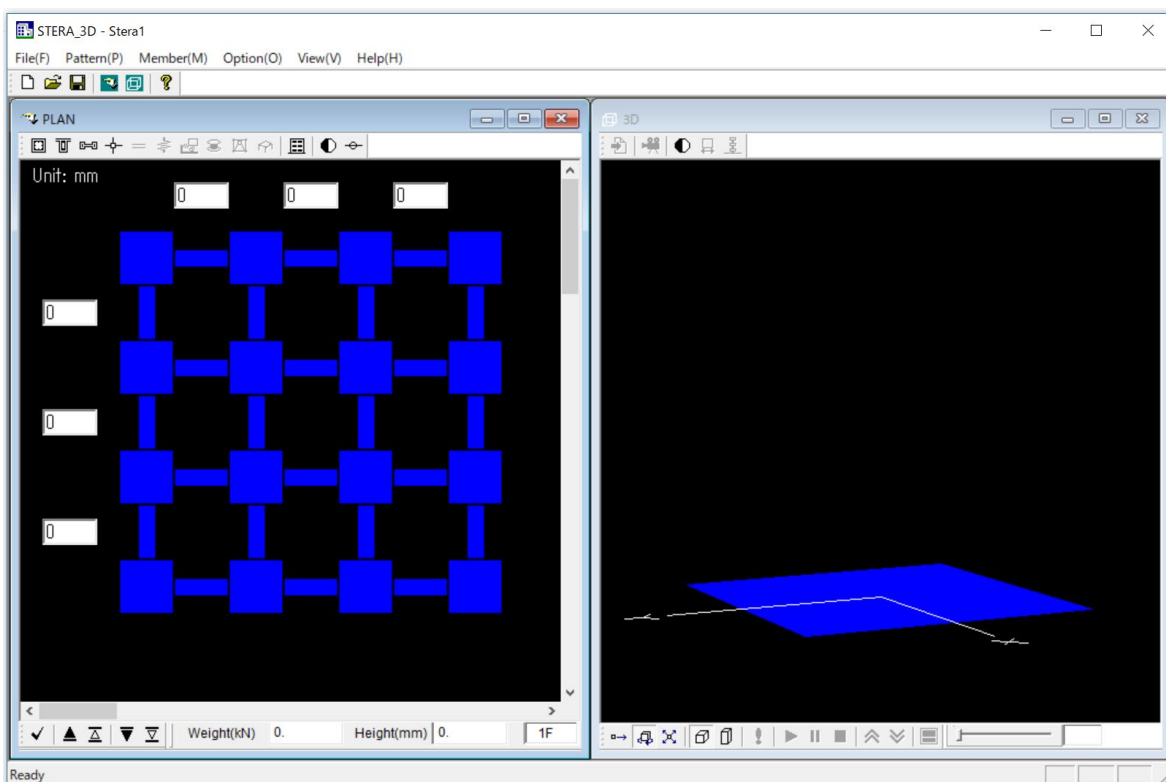 STERA_3D - Stera1
File(F) Pattern(P) Member(M) Option(O) View(V) Help(H)
PLAN
Unit: mm
0 0 0
0
0
0
Weight(kN) 0. Height(mm) 0. 1F
3D
Ready